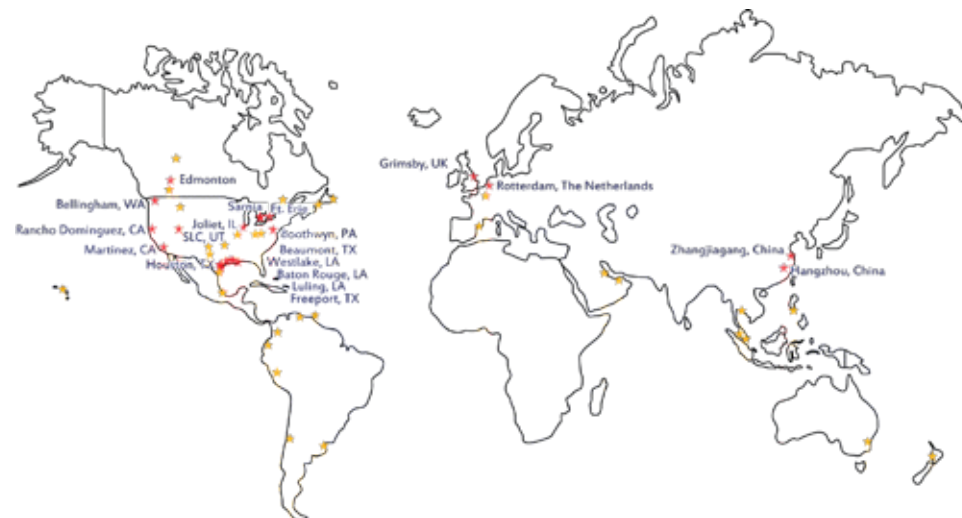 Edmonton
Bellingham, WA
Sarnia
Ft. Erie
Rancho Dominguez, CA
Joliet, IL
SLC, UT
Boothwyn, PA
Martinez, CA
Beaumont, TX
Houston, TX
Westlake, LA
Baton Rouge, LA
Luling, LA
Freeport, TX
Grimsby, UK
Rotterdam, The Netherlands
Zhangjiagang, China
Hangzhou, China